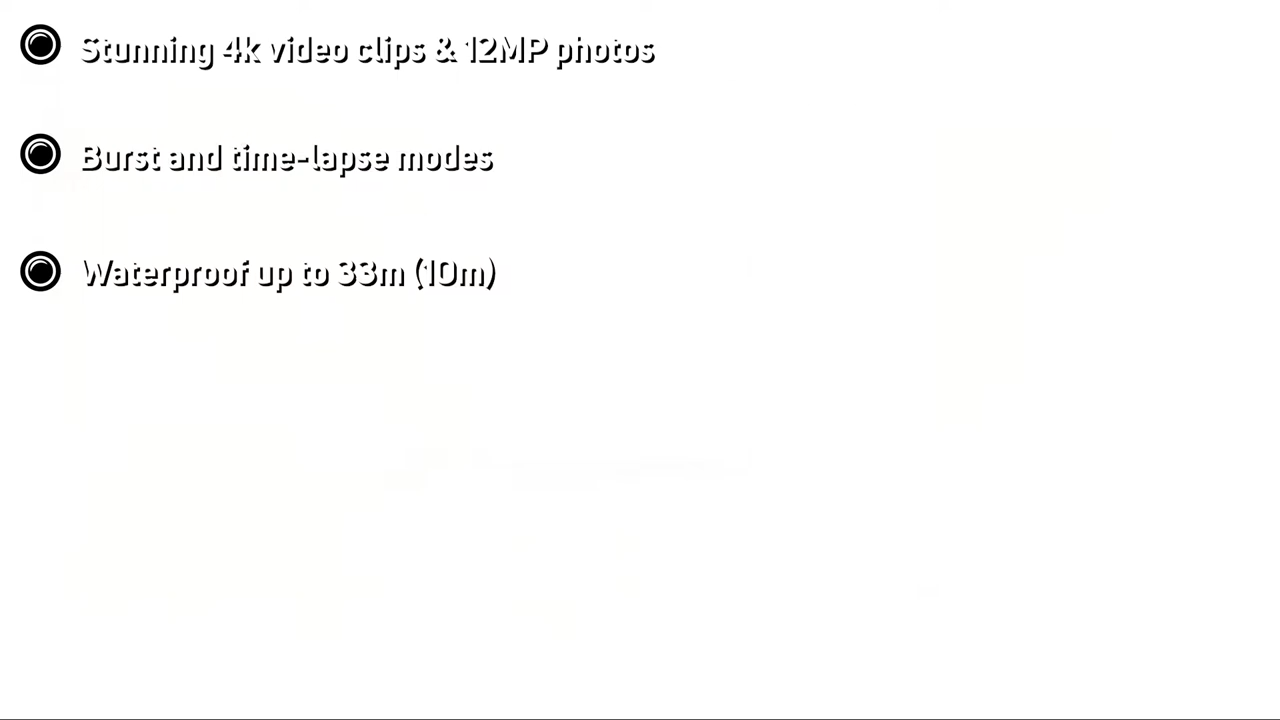 Stunning 4k video clips & 12MP photos
Burst and time-lapse modes
Waterproof up to 33m (10m)